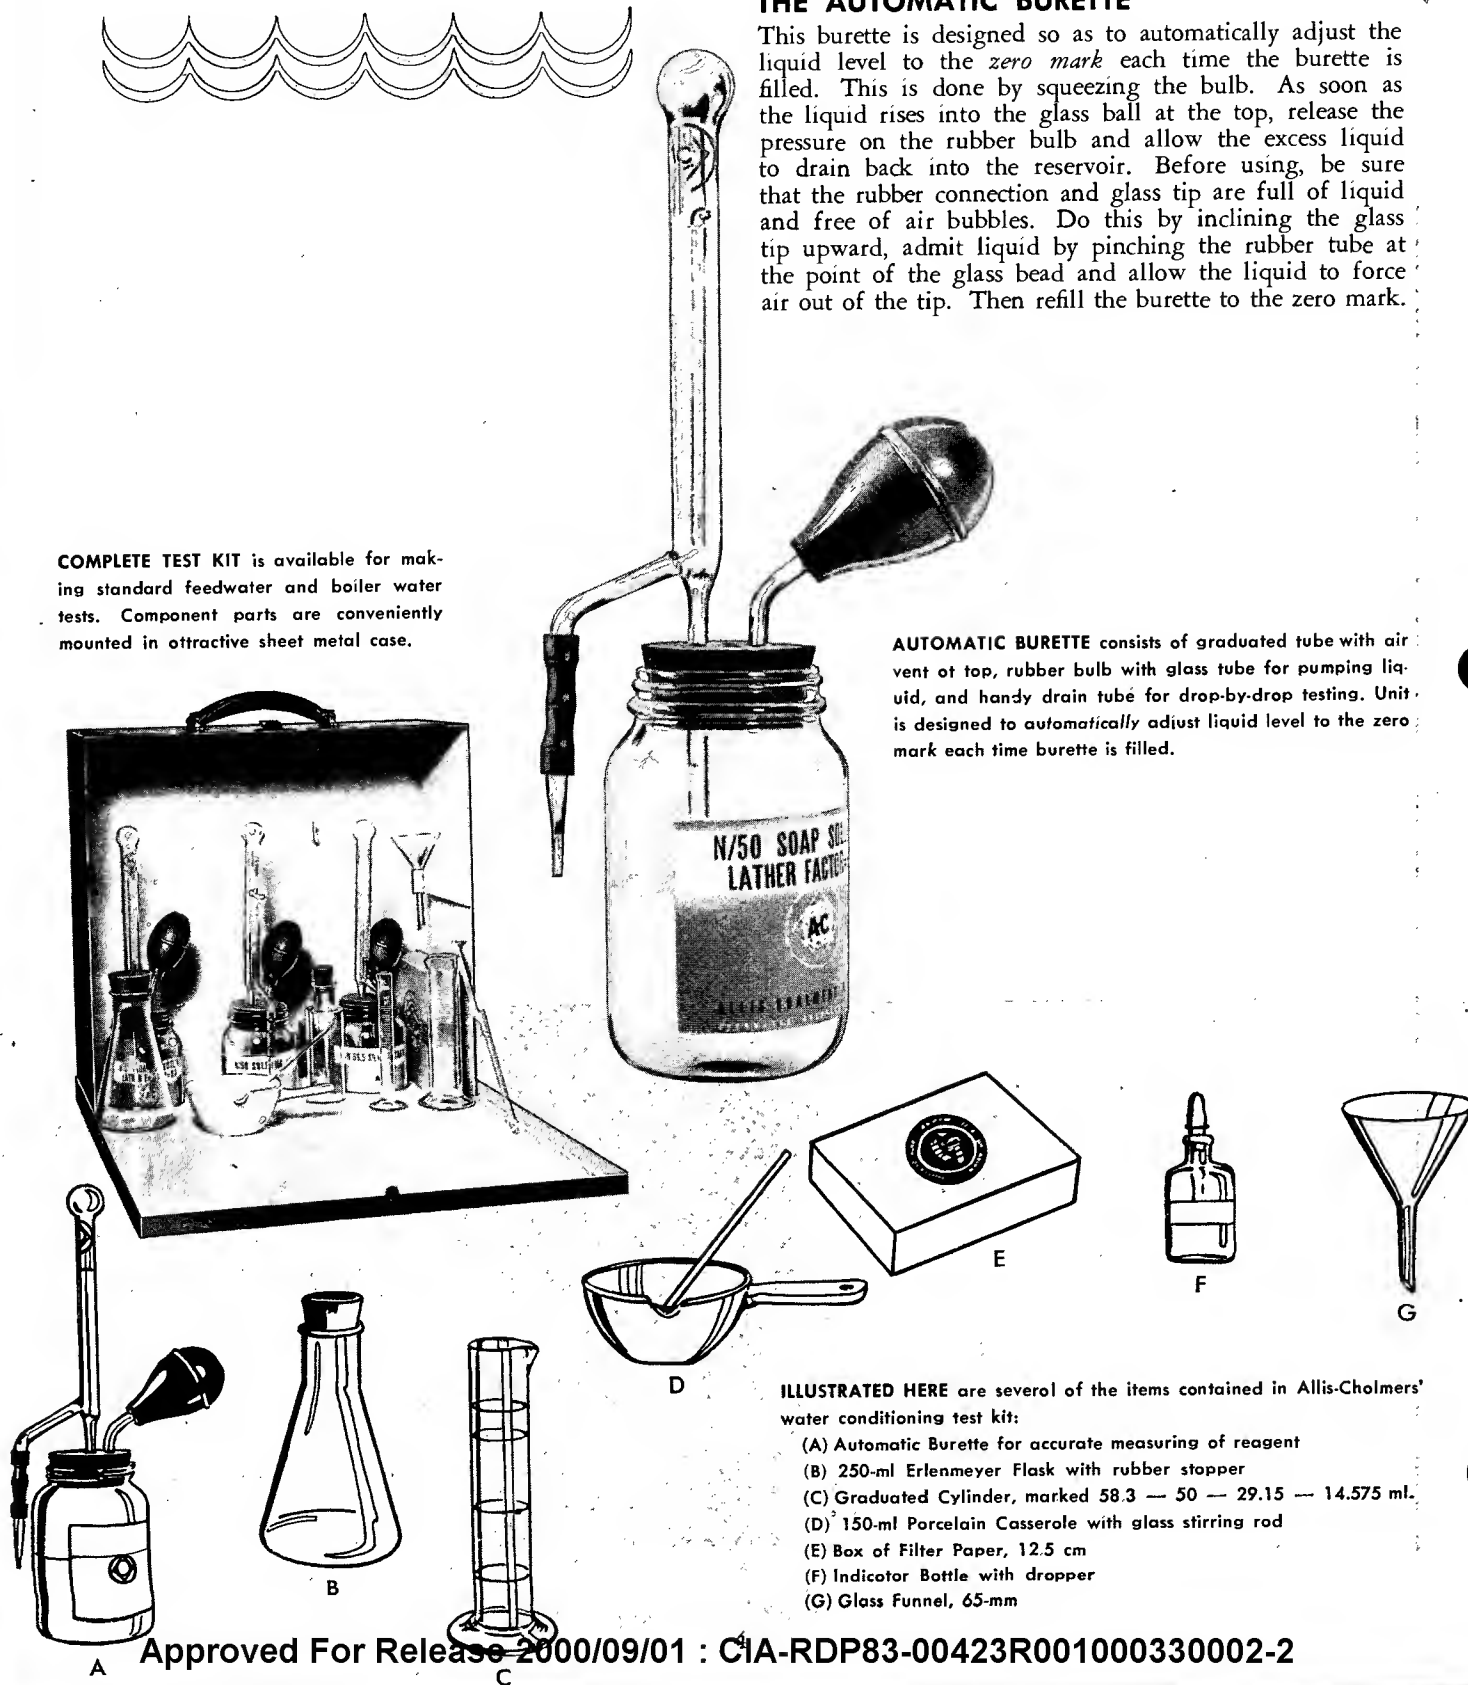 THE AUTOMATIC BURETTE
This burette is designed so as to automatically adjust the
liquid level to the zero mark each time the burette is
filled. This is done by squeezing the bulb. As soon as
the liquid rises into the glass ball at the top, release the
pressure on the rubber bulb and allow the excess liquid
to drain back into the reservoir. Before using, be sure
that the rubber connection and glass tip are full of liquid
and free of air bubbles. Do this by inclining the glass
tip upward, admit liquid by pinching the rubber tube at
the point of the glass bead and allow the liquid to force
air out of the tip. Then refill the burette to the zero mark.
COMPLETE TEST KIT is available for mak-
ing standard feedwater and boiler water
tests. Component parts are conveniently
mounted in ottractive sheet metal case.
AUTOMATIC BURETTE consists of graduated tube with air
vent ot top, rubber bulb with glass tube for pumping liq-
uid, and handy drain tube for drop-by-drop testing. Unit
is designed to automatically adjust liquid level to the zero
mark each time burette is filled.
N/50 SOAP SOL
LATHER FACTOR
A-C
E
F
G
D
B
A
C
ILLUSTRATED HERE are severol of the items contained in Allis-Cholmers'
water conditioning test kit:
(A) Automatic Burette for accurate measuring of reagent
(B) 250-ml Erlenmeyer Flask with rubber stopper
(C) Graduated Cylinder, marked 58.3 — 50 — 29.15 — 14.575 ml.
(D) 150-ml Porcelain Casserole with glass stirring rod
(E) Box of Filter Paper, 12.5 cm
(F) Indicotor Bottle with dropper
(G) Glass Funnel, 65-mm
4
Approved For Release 2000/09/01 : CIA-RDP83-00423R001000330002-2